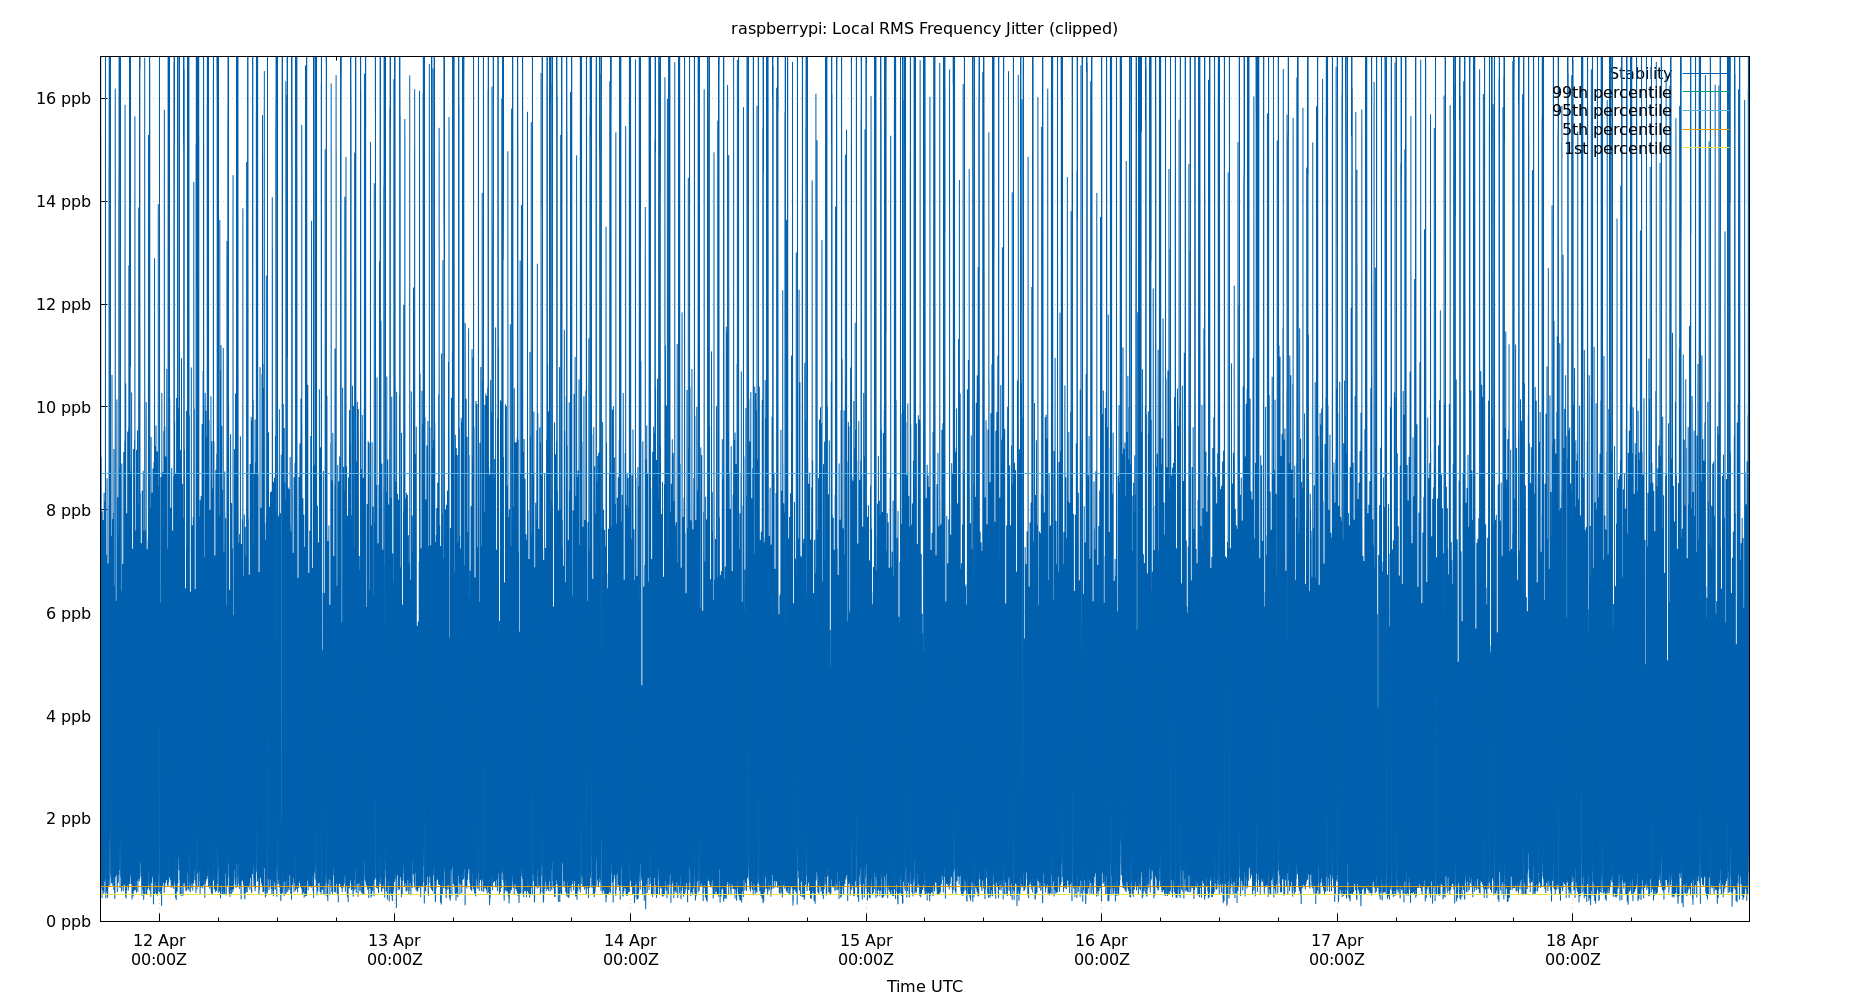 raspberrypi: Local RMS Frequency Jitter (clipped)
Stability
99th percentile
95th percentile
5th percentile
1st percentile
16 ppb
14 ppb
12 ppb
10 ppb
8 ppb
6 ppb
4 ppb
2 ppb
0 ppb
12 Apr 13 Apr 14 Apr 15 Apr 16 Apr 17 Apr 18 Apr
00:00Z 00:00Z 00:00Z 00:00Z 00:00Z 00:00Z 00:00Z
Time UTC